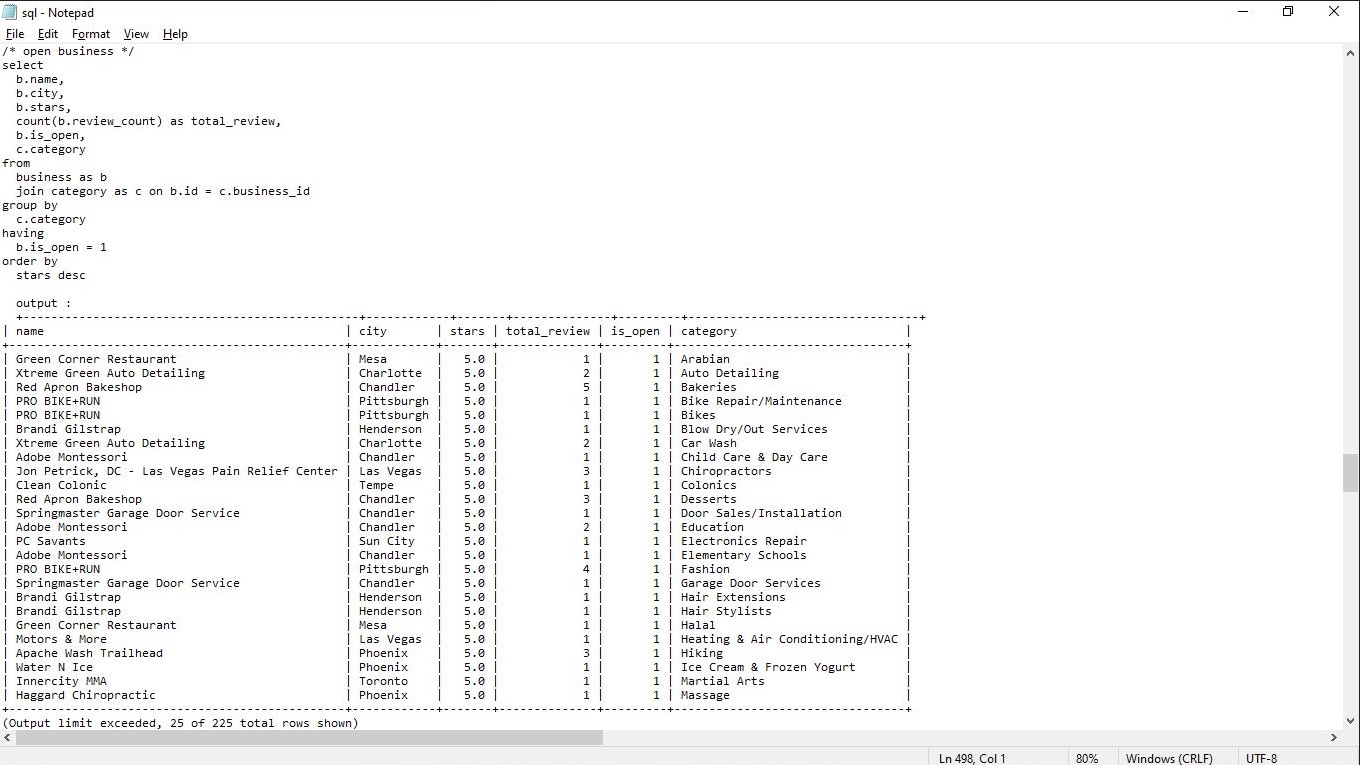 sql - Notepad
File Edit Format View Help
/* open business */
select
  b.name,
  b.city,
  b.stars,
  count(b.review_count) as total_review,
  b.is_open,
  c.category
from
  business as b
  join category as c on b.id = c.business_id
group by
  c.category
having
  b.is_open = 1
order by
  stars desc

  output :
  +------------------------------------------------+------------+-------+--------------+---------+---------------------------------+
| name                                           | city       | stars | total_review | is_open | category                        |
+------------------------------------------------+------------+-------+--------------+---------+---------------------------------+
| Green Corner Restaurant                        | Mesa       |   5.0 |            1 |       1 | Arabian                         |
| Xtreme Green Auto Detailing                    | Charlotte  |   5.0 |            2 |       1 | Auto Detailing                  |
| Red Apron Bakeshop                             | Chandler   |   5.0 |            5 |       1 | Bakeries                        |
| PRO BIKE+RUN                                   | Pittsburgh |   5.0 |            1 |       1 | Bike Repair/Maintenance         |
| PRO BIKE+RUN                                   | Pittsburgh |   5.0 |            1 |       1 | Bikes                           |
| Brandi Gilstrap                                | Henderson  |   5.0 |            1 |       1 | Blow Dry/Out Services           |
| Xtreme Green Auto Detailing                    | Charlotte  |   5.0 |            2 |       1 | Car Wash                        |
| Adobe Montessori                               | Chandler   |   5.0 |            1 |       1 | Child Care & Day Care           |
| Jon Petrick, DC - Las Vegas Pain Relief Center | Las Vegas  |   5.0 |            3 |       1 | Chiropractors                   |
| Clean Colonic                                  | Tempe      |   5.0 |            1 |       1 | Colonics                        |
| Red Apron Bakeshop                             | Chandler   |   5.0 |            3 |       1 | Desserts                        |
| Springmaster Garage Door Service               | Chandler   |   5.0 |            1 |       1 | Door Sales/Installation         |
| Adobe Montessori                               | Chandler   |   5.0 |            2 |       1 | Education                       |
| PC Savants                                     | Sun City   |   5.0 |            1 |       1 | Electronics Repair              |
| Adobe Montessori                               | Chandler   |   5.0 |            1 |       1 | Elementary Schools              |
| PRO BIKE+RUN                                   | Pittsburgh |   5.0 |            4 |       1 | Fashion                         |
| Springmaster Garage Door Service               | Chandler   |   5.0 |            1 |       1 | Garage Door Services            |
| Brandi Gilstrap                                | Henderson  |   5.0 |            1 |       1 | Hair Extensions                 |
| Brandi Gilstrap                                | Henderson  |   5.0 |            1 |       1 | Hair Stylists                   |
| Green Corner Restaurant                        | Mesa       |   5.0 |            1 |       1 | Halal                           |
| Motors & More                                  | Las Vegas  |   5.0 |            1 |       1 | Heating & Air Conditioning/HVAC |
| Apache Wash Trailhead                          | Phoenix    |   5.0 |            3 |       1 | Hiking                          |
| Water N Ice                                    | Phoenix    |   5.0 |            1 |       1 | Ice Cream & Frozen Yogurt       |
| Innercity MMA                                  | Toronto    |   5.0 |            1 |       1 | Martial Arts                    |
| Haggard Chiropractic                           | Phoenix    |   5.0 |            1 |       1 | Massage                         |
+------------------------------------------------+------------+-------+--------------+---------+---------------------------------+
(Output limit exceeded, 25 of 225 total rows shown)
Ln 498, Col 1 80% Windows (CRLF) UTF-8